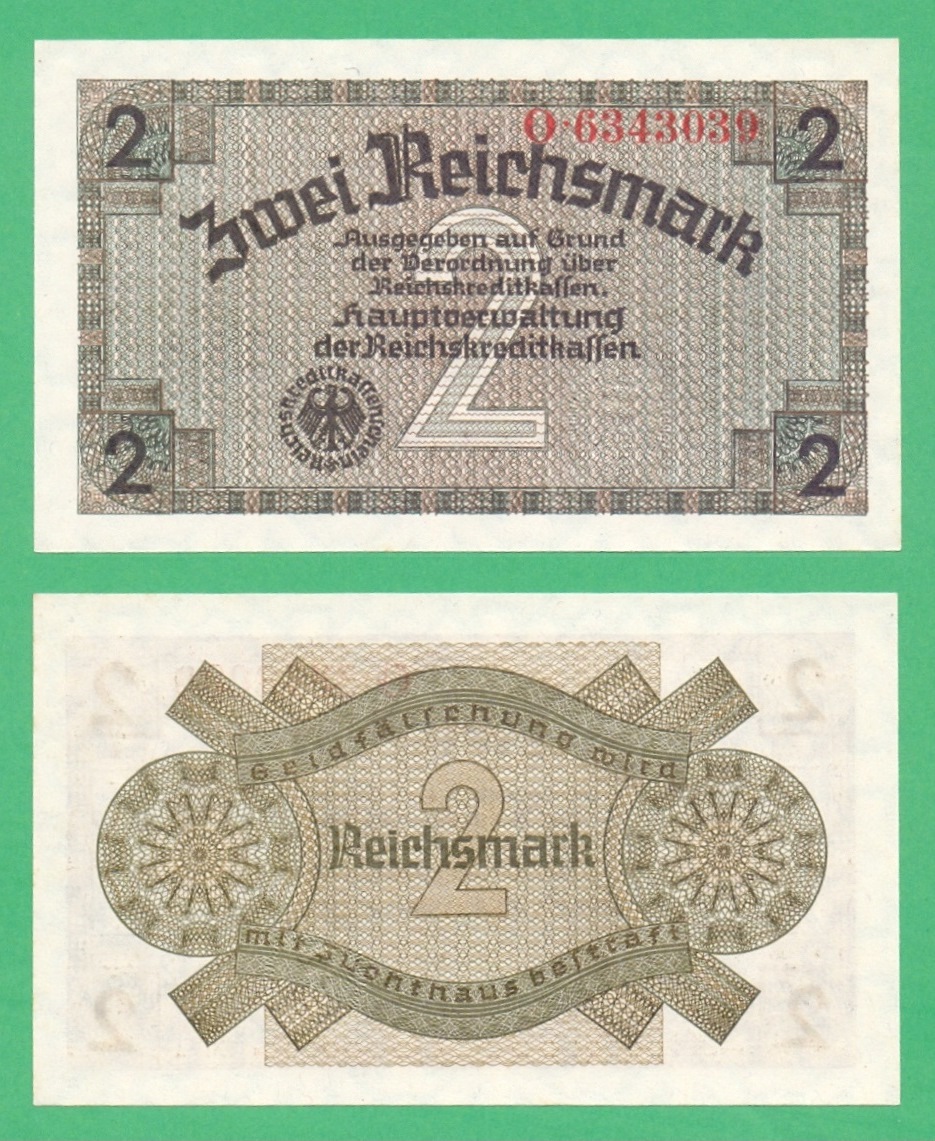 2
O·6343039
2
Zwei Reichsmark
Ausgegeben auf Grund
der Verordnung über
Reichskreditkaſſen.
Hauptverwaltung
der Reichskreditkaſſen
2
2
2
Geldfälſchung wird
2
Reichsmark
mit Zuchthaus beſtraft